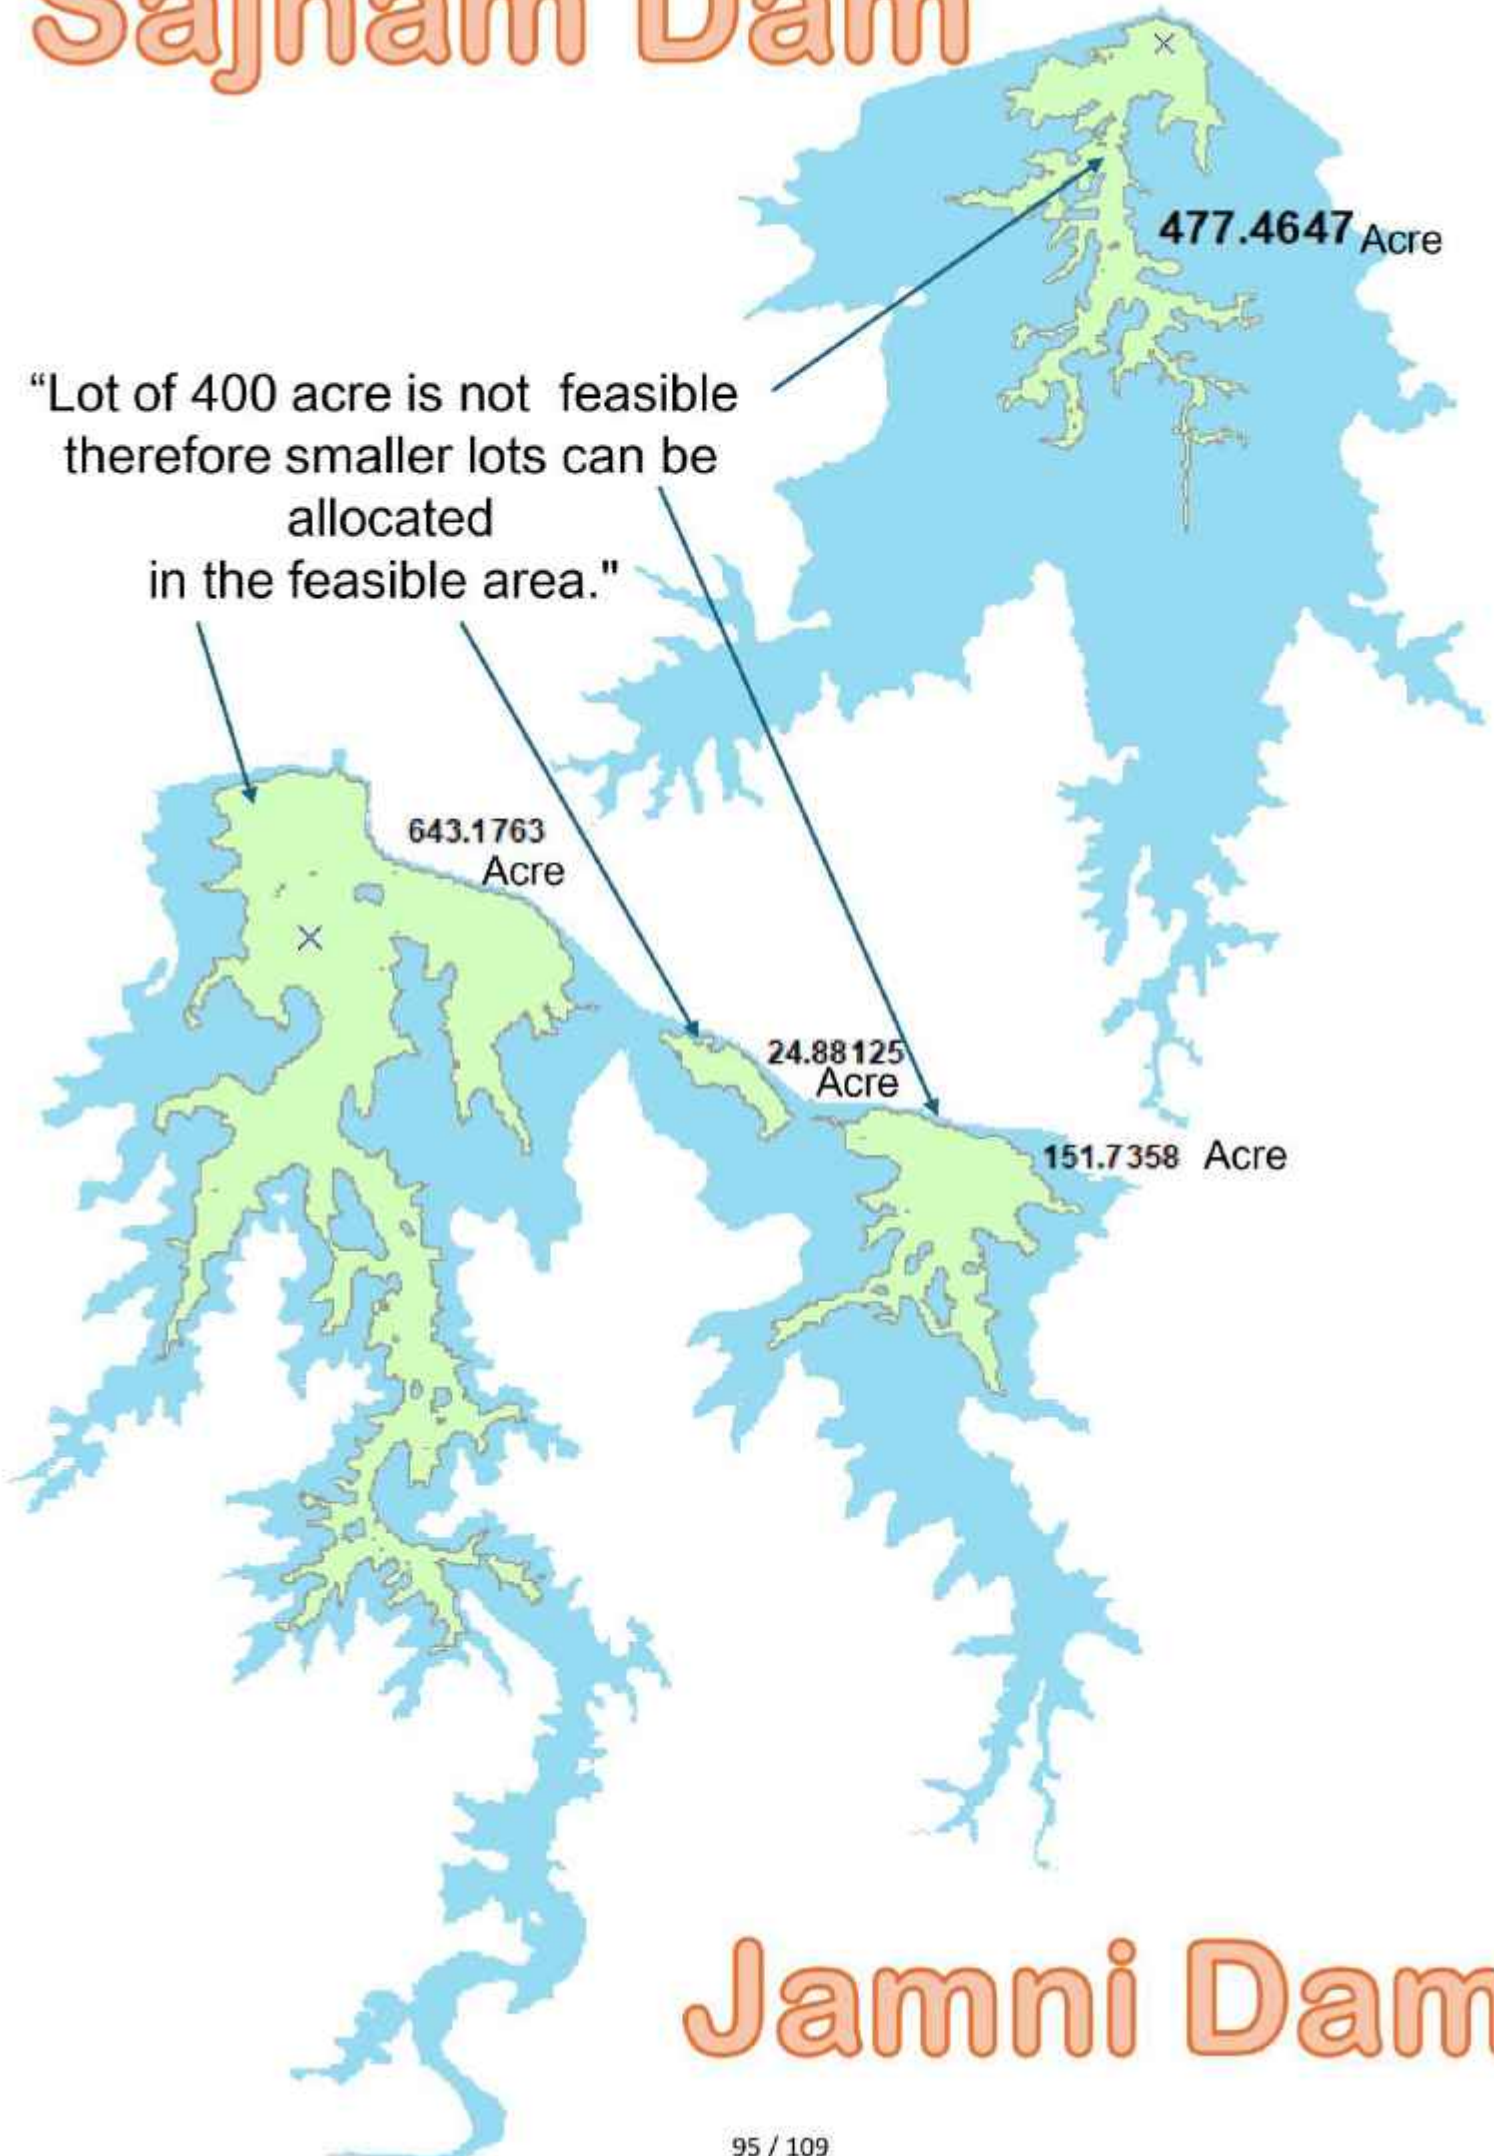 Sajnam Dam
477.4647 Acre
“Lot of 400 acre is not feasible
therefore smaller lots can be
allocated
in the feasible area."
643.1763
Acre
24.88125
Acre
151.7358 Acre
Jamni Dam
95 / 109